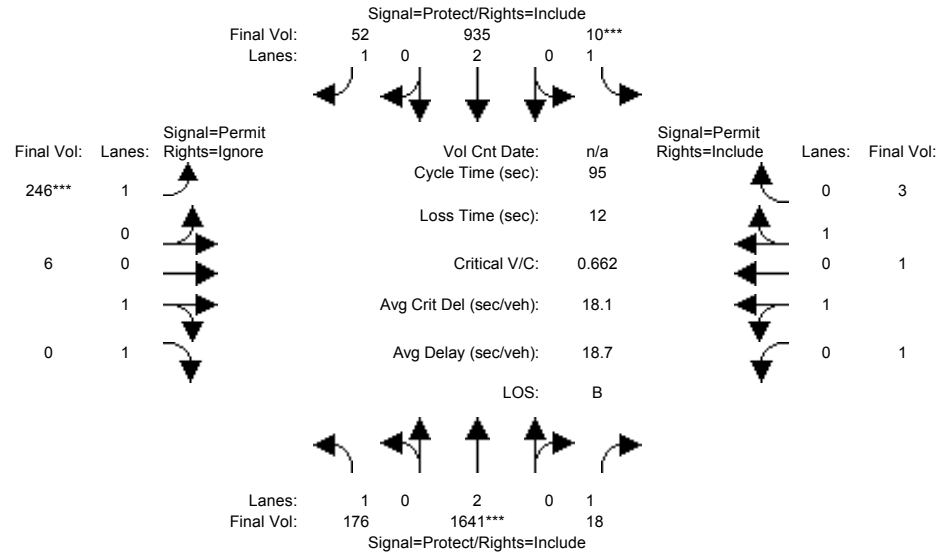 Signal=Protect/Rights=Include
Final Vol: 52 935 10***
Lanes: 1 0 2 0 1
Signal=Permit Signal=Permit
Final Vol: Lanes: Rights=Ignore Vol Cnt Date: n/a Rights=Include Lanes: Final Vol:
Cycle Time (sec): 95
246*** 1 0 3
Loss Time (sec): 12
0 1
6 0 Critical V/C: 0.662 0 1
1 Avg Crit Del (sec/veh): 18.1 1
0 1 Avg Delay (sec/veh): 18.7 0 1
LOS: B
Lanes: 1 0 2 0 1
Final Vol: 176 1641*** 18
Signal=Protect/Rights=Include